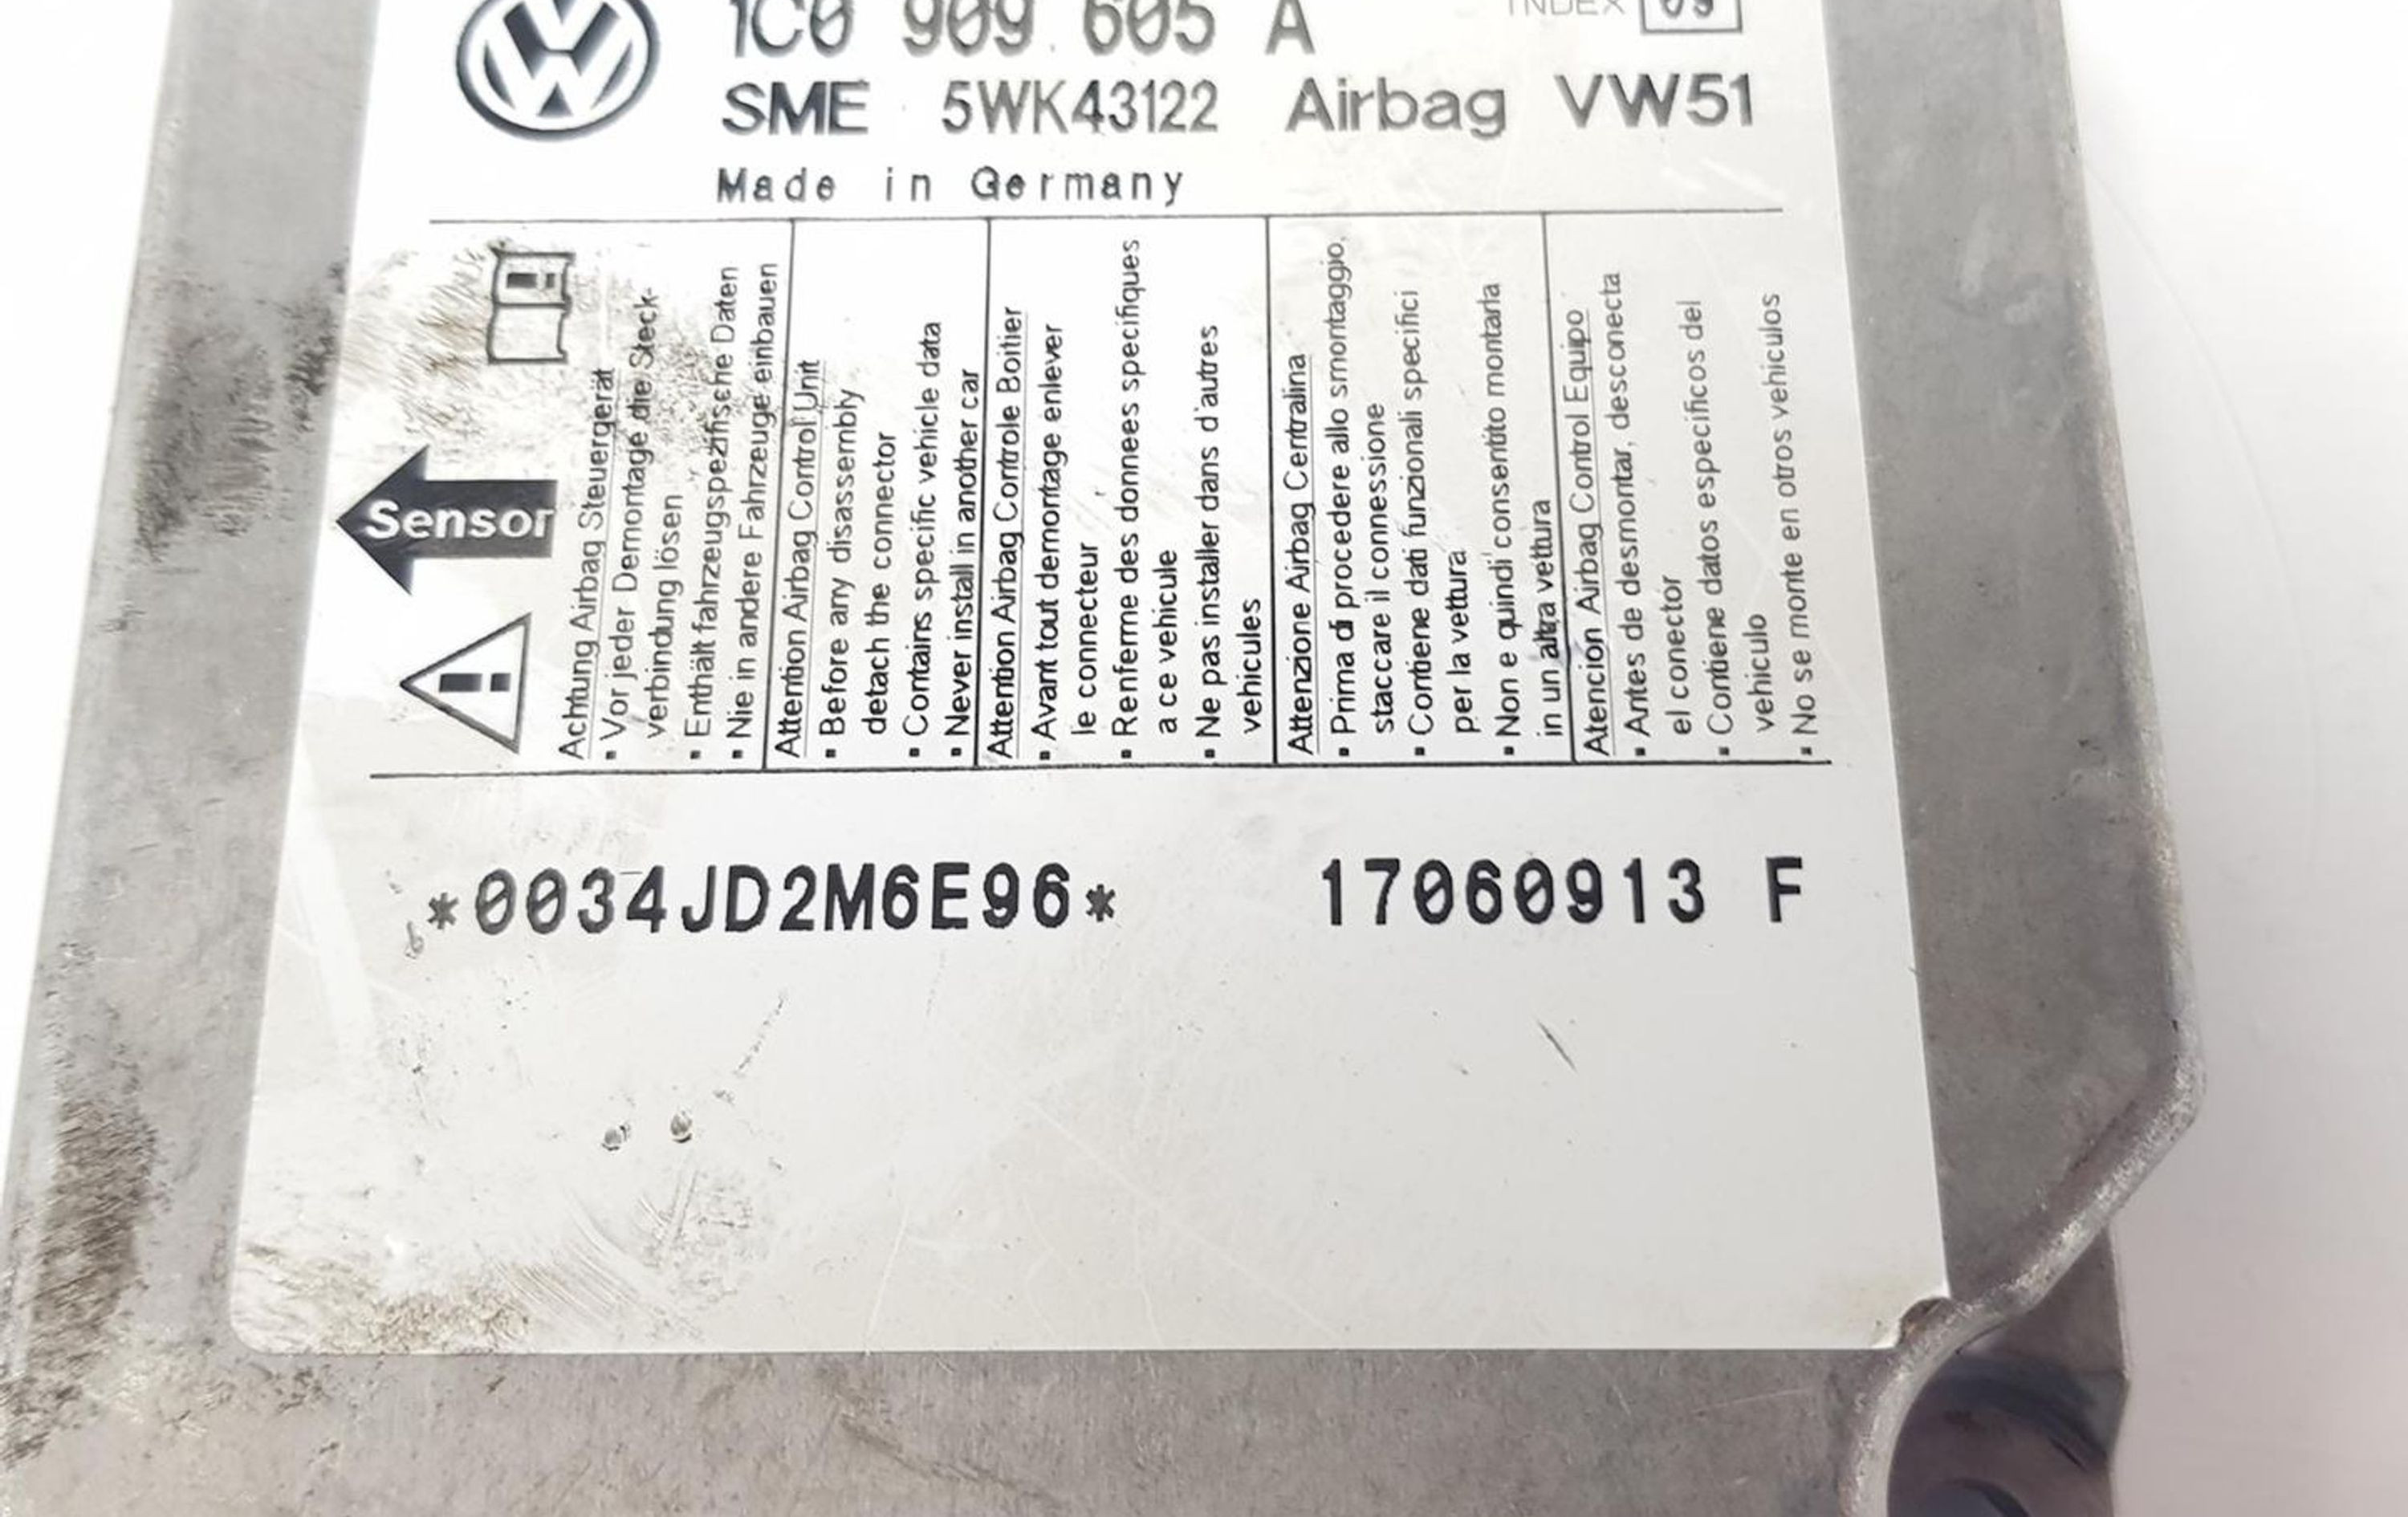 1C0 909 605 A
INDEX 09
SME 5WK43122 Airbag VW51
Made in Germany
Sensor
Achtung Airbag Steuergerät
▪ Vor jeder Demontage die Steck-
verbindung lösen
▪ Enthält fahrzeugspezifische Daten
▪ Nie in andere Fahrzeuge einbauen
Attention Airbag Control Unit
▪ Before any disassembly
detach the connector
▪ Contains specific vehicle data
▪ Never install in another car
Attention Airbag Controle Boitier
▪ Avant tout demontage enlever
le connecteur
▪ Renferme des donnees specifiques
a ce vehicule
▪ Ne pas installer dans d'autres
vehicules
Attenzione Airbag Centralina
▪ Prima di procedere allo smontaggio,
staccare il connessione
▪ Contiene dati funzionali specifici
per la vettura
▪ Non e quindi consentito montarla
in un altra vettura
Atencion Airbag Control Equipo
▪ Antes de desmontar, desconecta
el conector
▪ Contiene datos especificos del
vehiculo
▪ No se monte en otros vehiculos
*0034JD2M6E96* 17060913 F